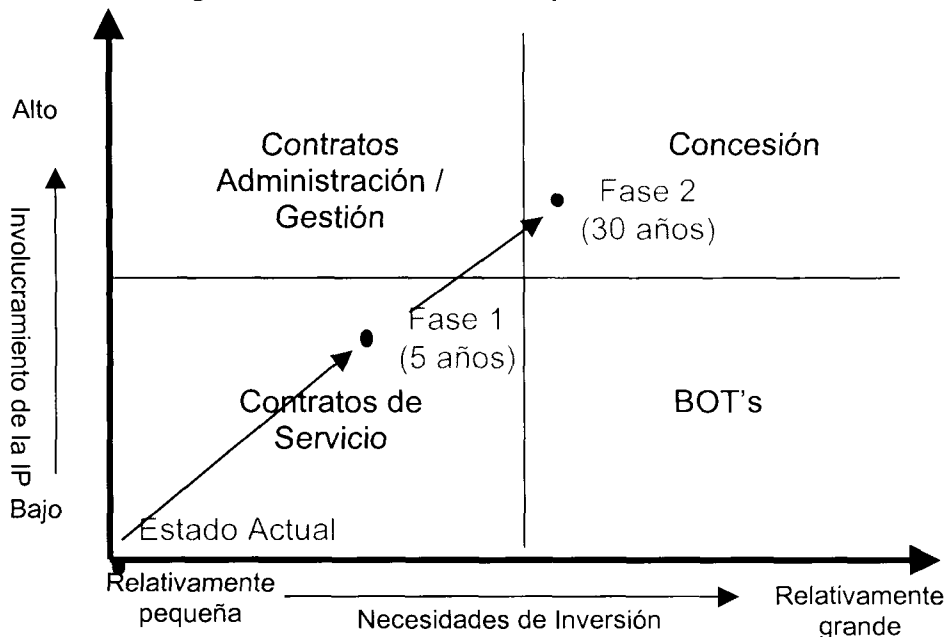 Alto
Contratos
Administración /
Gestión
Concesión
Fase 2
(30 años)
Involucramiento de la IP
Fase 1
(5 años)
Contratos de
Servicio
BOT's
Bajo
Estado Actual
Relativamente
pequeña
Necesidades de Inversión
Relativamente
grande